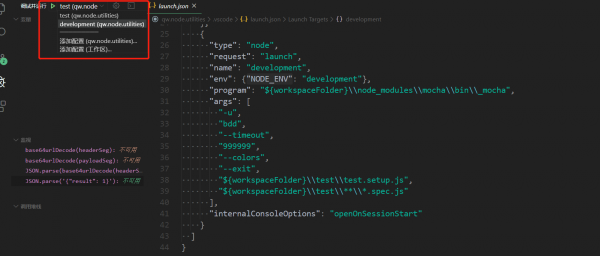 test (qw.node
test (qw.node.utilities)
development (qw.node.utilities)
添加配置 (qw.node.utilities)...
添加配置 (工作区)...
变量
监视
base64urlDecode(headerSeg): 不可用
base64urlDecode(payloadSeg): 不可用
JSON.parse(base64urlDecode(headerS…
JSON.parse('{"result": 1}'): 不可用
调用堆栈
launch.json
qw.node.utilities > .vscode > launch.json > Launch Targets > development
25 {
26 "type": "node",
27 "request": "launch",
28 "name": "development",
29 "env": {"NODE_ENV": "development"},
30 "program": "${workspaceFolder}\\node_modules\\mocha\\bin\\_mocha",
31 "args": [
32 "-u",
33 "bdd",
34 "--timeout",
35 "999999",
36 "--colors",
37 "--exit",
38 "${workspaceFolder}\\test\\test.setup.js",
39 "${workspaceFolder}\\test\\**\\*.spec.js"
40 ],
41 "internalConsoleOptions": "openOnSessionStart"
42 }
43 ]
44 }